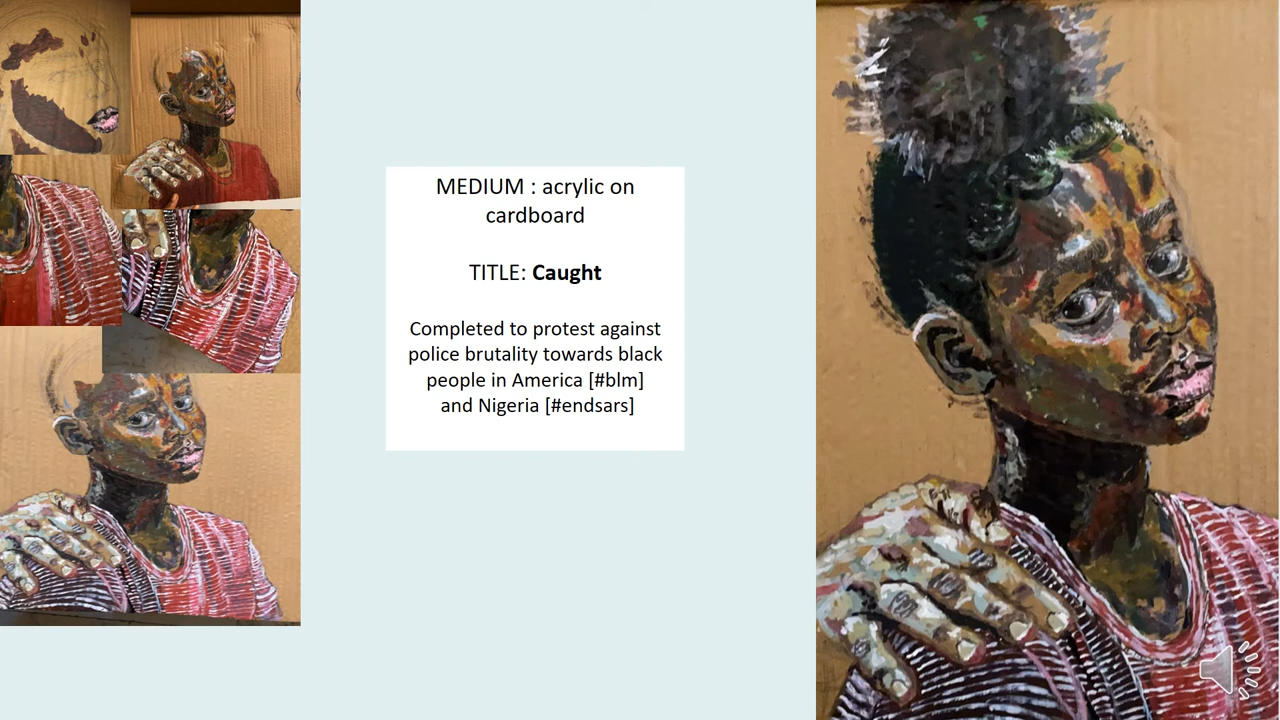 MEDIUM : acrylic on
cardboard
TITLE: Caught
Completed to protest against
police brutality towards black
people in America [#blm]
and Nigeria [#endsars]